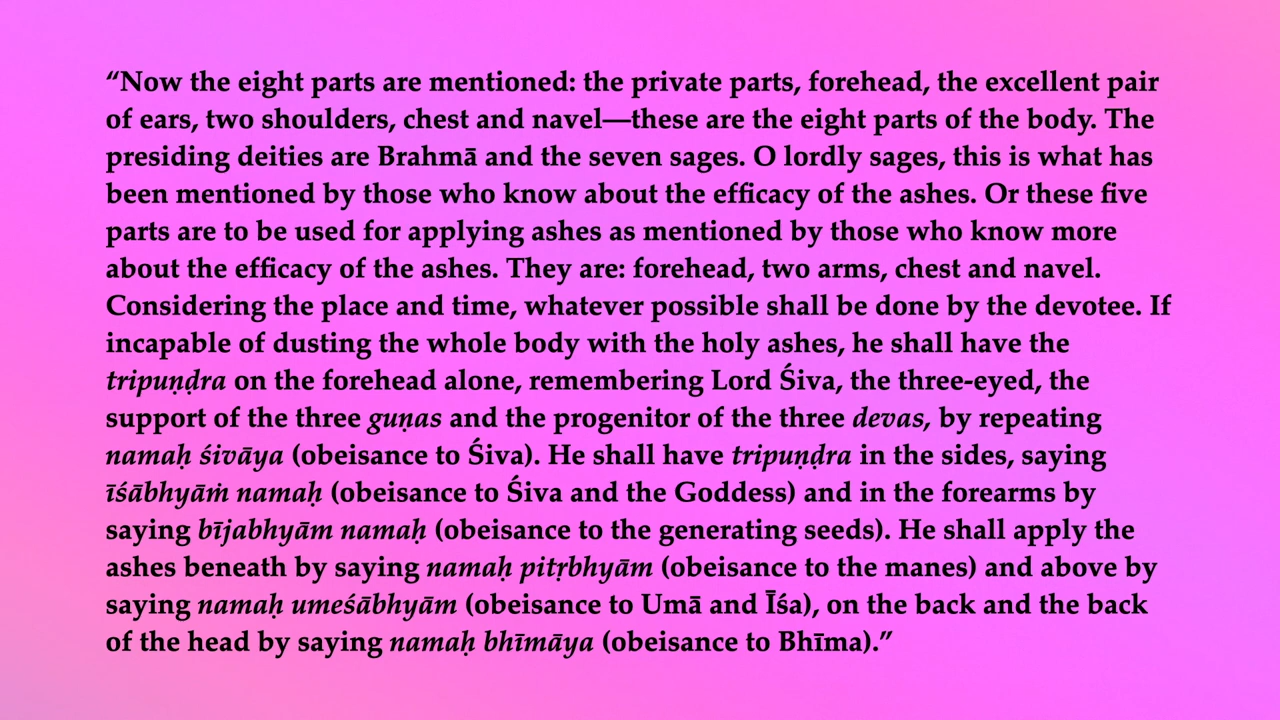 “Now the eight parts are mentioned: the private parts, forehead, the excellent pair
of ears, two shoulders, chest and navel—these are the eight parts of the body. The
presiding deities are Brahmā and the seven sages. O lordly sages, this is what has
been mentioned by those who know about the efficacy of the ashes. Or these five
parts are to be used for applying ashes as mentioned by those who know more
about the efficacy of the ashes. They are: forehead, two arms, chest and navel.
Considering the place and time, whatever possible shall be done by the devotee. If
incapable of dusting the whole body with the holy ashes, he shall have the
tripuṇḍra on the forehead alone, remembering Lord Śiva, the three-eyed, the
support of the three guṇas and the progenitor of the three devas, by repeating
namaḥ śivāya (obeisance to Śiva). He shall have tripuṇḍra in the sides, saying
īśābhyāṁ namaḥ (obeisance to Śiva and the Goddess) and in the forearms by
saying bījabhyām namaḥ (obeisance to the generating seeds). He shall apply the
ashes beneath by saying namaḥ pitṛbhyām (obeisance to the manes) and above by
saying namaḥ umeśābhyām (obeisance to Umā and Īśa), on the back and the back
of the head by saying namaḥ bhīmāya (obeisance to Bhīma).”